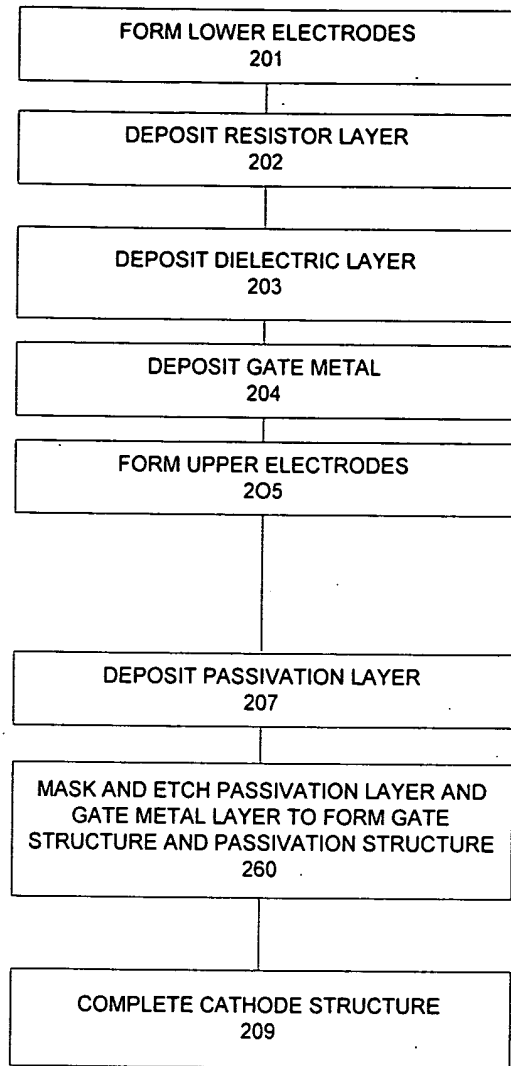 FORM LOWER ELECTRODES
201
DEPOSIT RESISTOR LAYER
202
DEPOSIT DIELECTRIC LAYER
203
DEPOSIT GATE METAL
204
FORM UPPER ELECTRODES
2O5
DEPOSIT PASSIVATION LAYER
207
MASK AND ETCH PASSIVATION LAYER AND
GATE METAL LAYER TO FORM GATE
STRUCTURE AND PASSIVATION STRUCTURE
260
COMPLETE CATHODE STRUCTURE
209